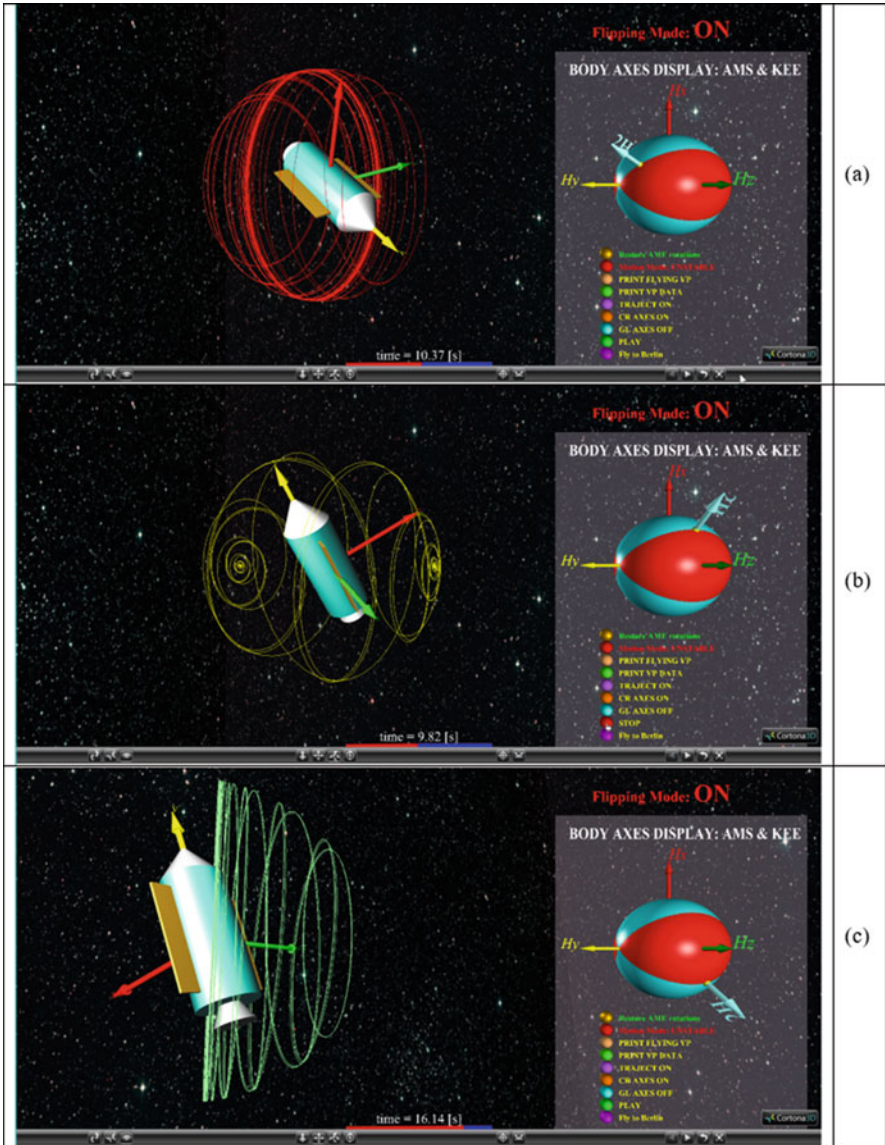 Flipping Mode: ON
BODY AXES DISPLAY: AMS & KEE
Hx
Hy
Hz
PRINT FLYING VP
PRINT VP DATA
TRAJECT ON
CR AXES ON
GL AXES OFF
PLAY
Fly to Berlin
time = 10.37 [s]
Cortona3D
(a)
Flipping Mode: ON
BODY AXES DISPLAY: AMS & KEE
Hx
Hy
Hz
PRINT FLYING VP
PRINT VP DATA
TRAJECT ON
CR AXES ON
GL AXES OFF
STOP
Fly to Berlin
time = 9.82 [s]
Cortona3D
(b)
Flipping Mode: ON
BODY AXES DISPLAY: AMS & KEE
Hx
Hy
Hz
PRINT FLYING VP
PRINT VP DATA
TRAJECT ON
CR AXES ON
GL AXES OFF
PLAY
Fly to Berlin
time = 16.14 [s]
Cortona3D
(c)